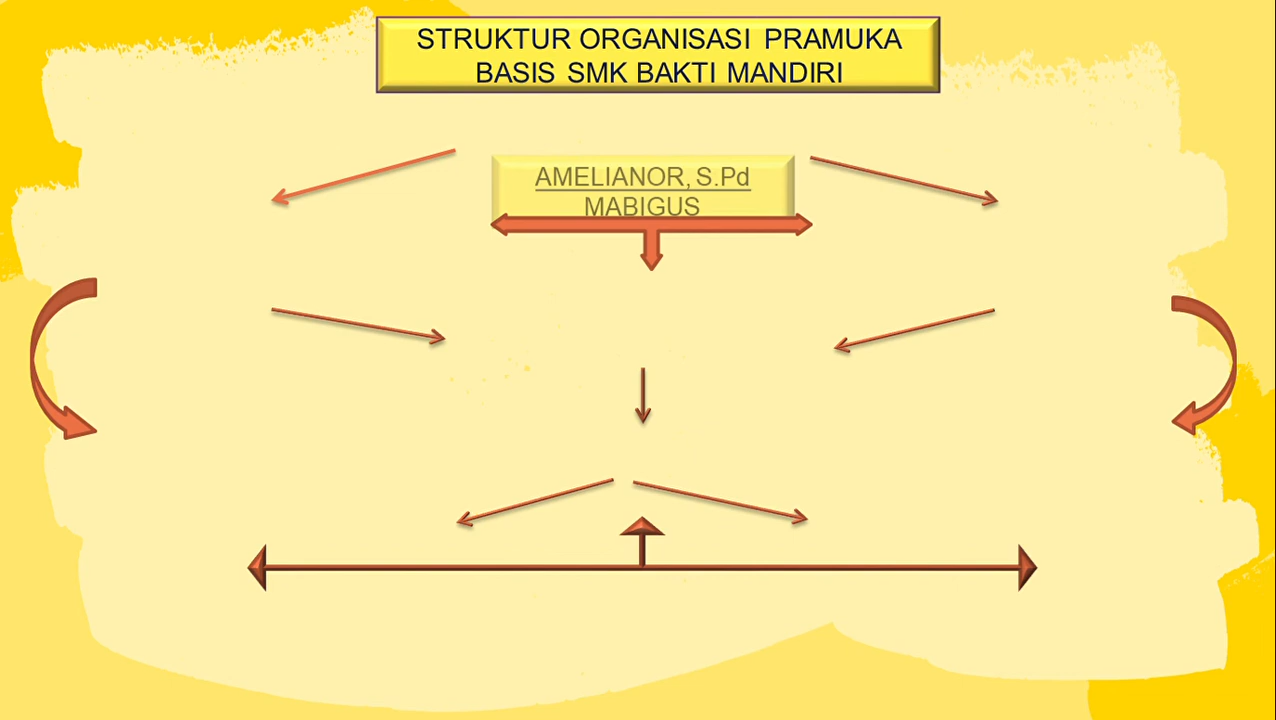 STRUKTUR ORGANISASI PRAMUKA
BASIS SMK BAKTI MANDIRI
AMELIANOR, S.Pd
MABIGUS